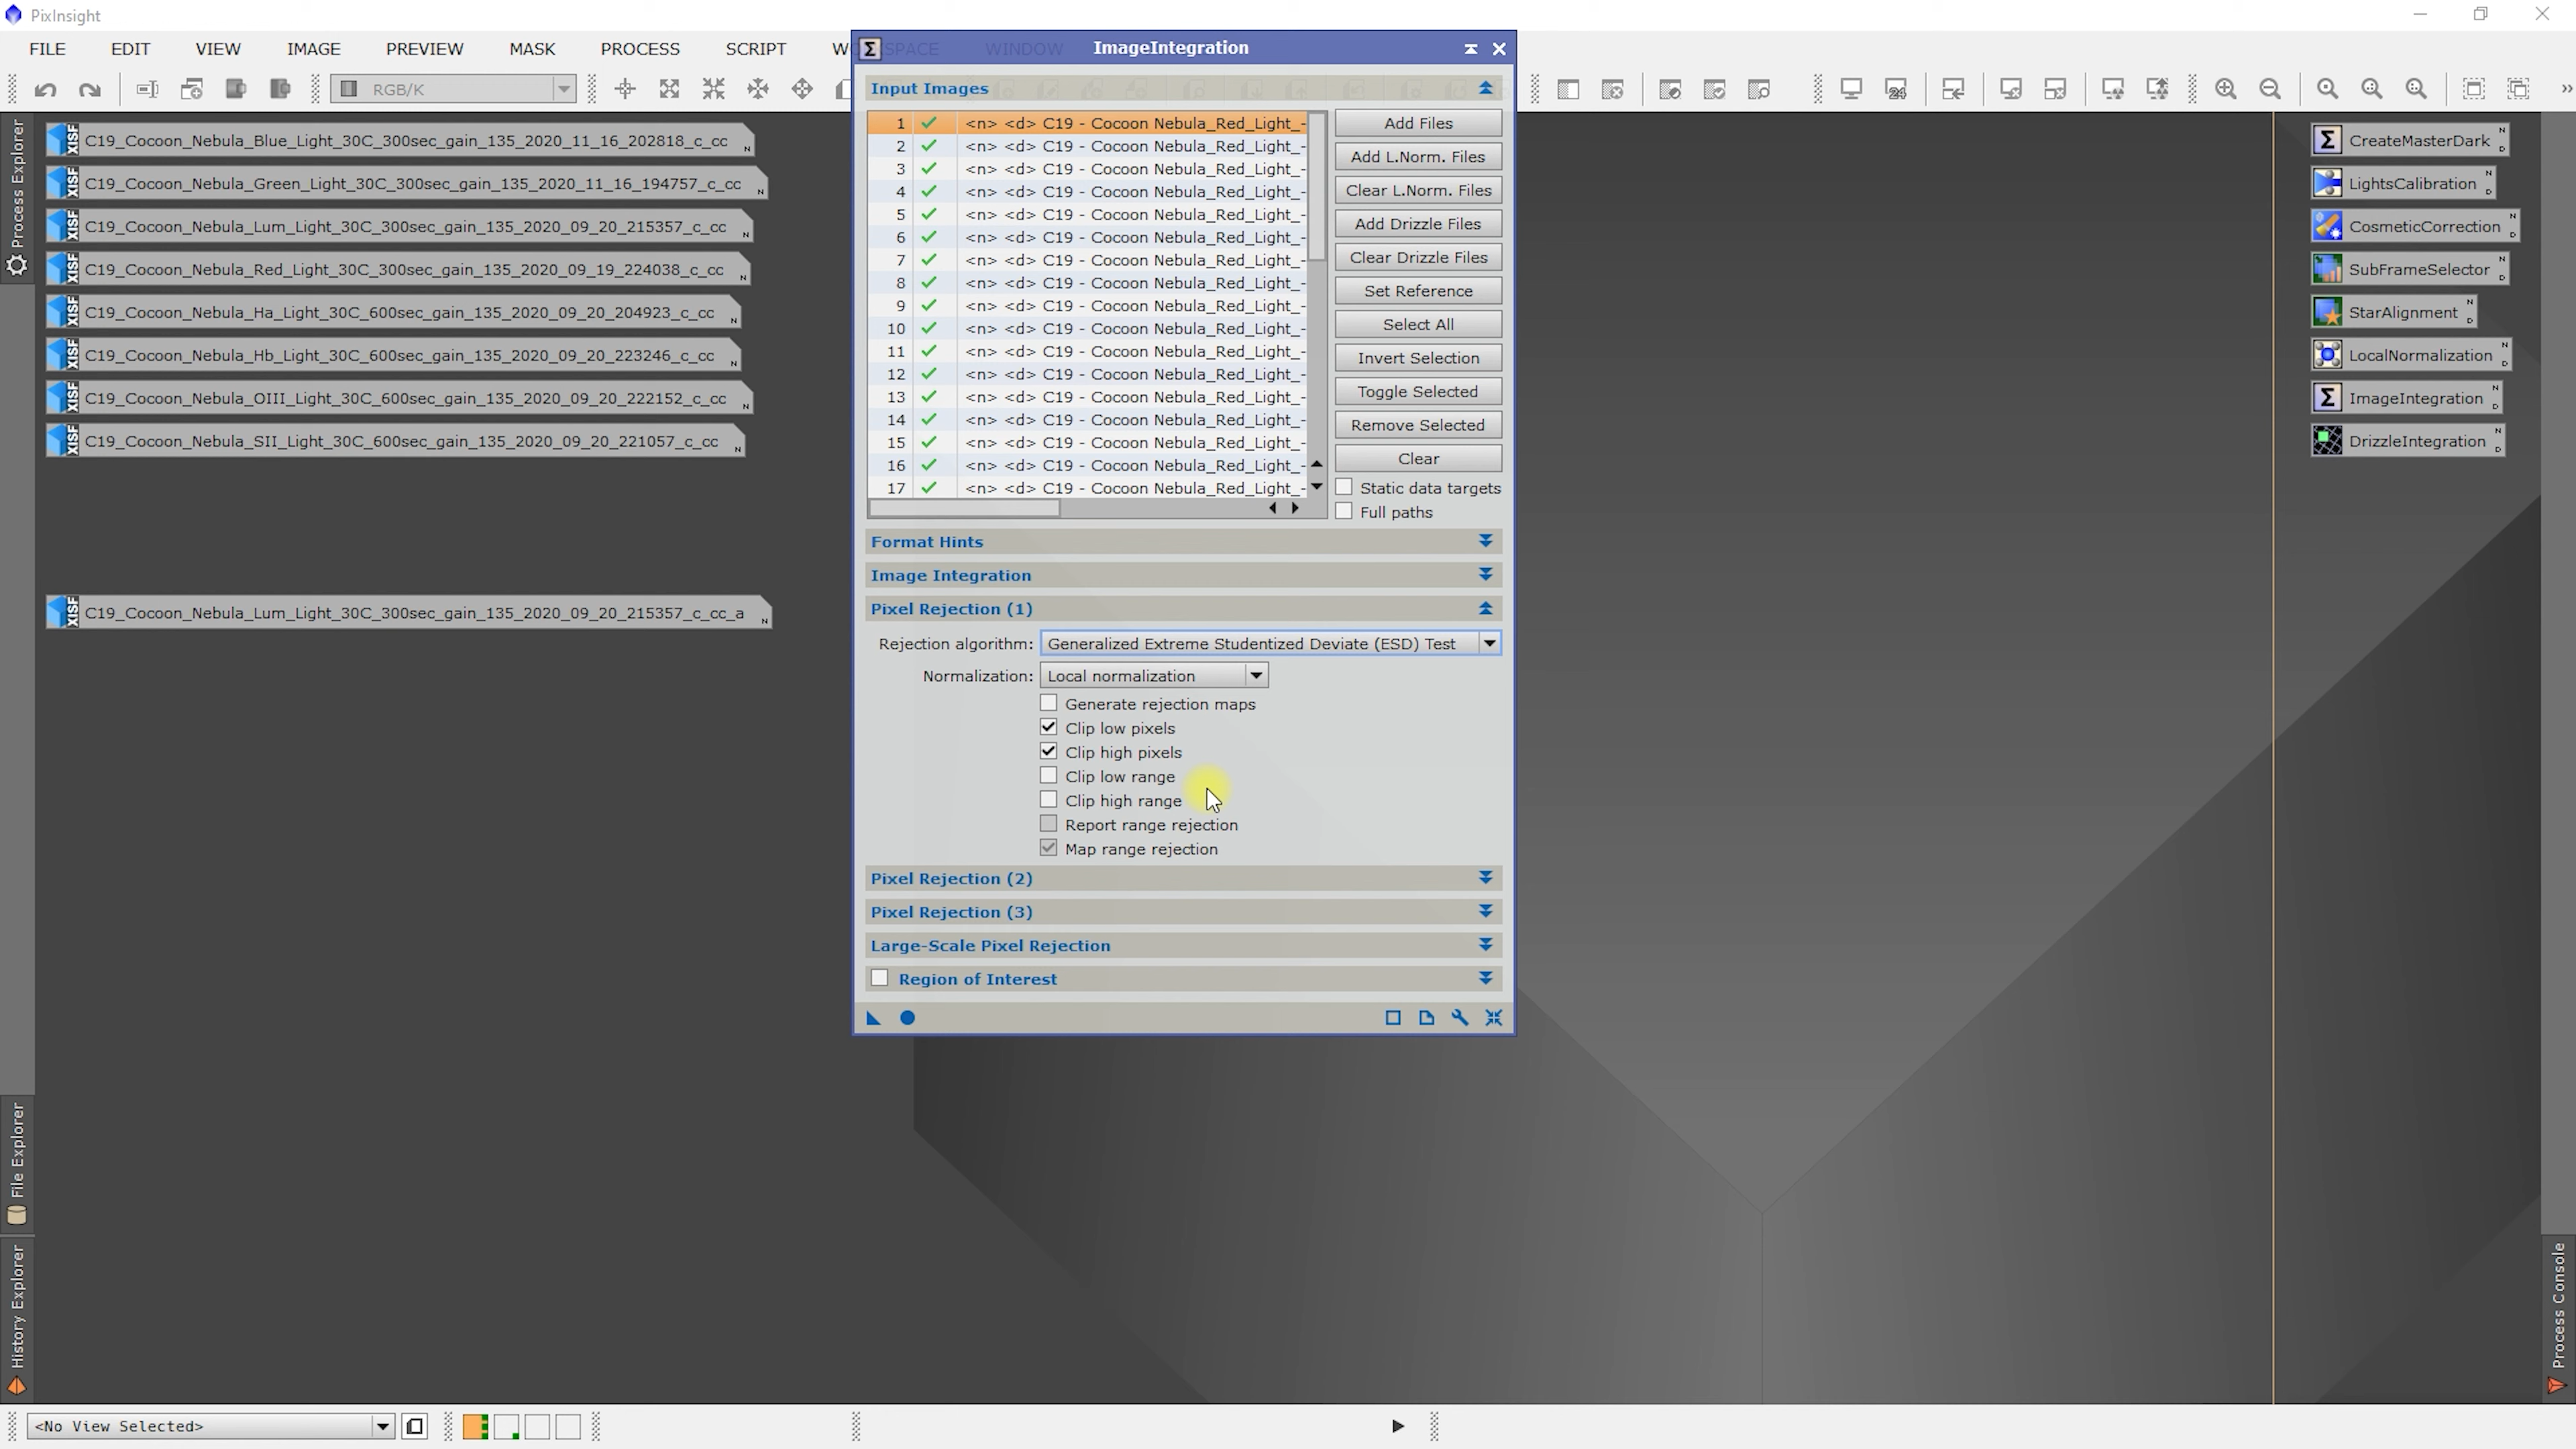 PixInsight
FILE EDIT VIEW IMAGE PREVIEW MASK PROCESS SCRIPT WORKSPACE WINDOW
RGB/K
24
Process Explorer
File Explorer
History Explorer
C19_Cocoon_Nebula_Blue_Light_30C_300sec_gain_135_2020_11_16_202818_c_cc
C19_Cocoon_Nebula_Green_Light_30C_300sec_gain_135_2020_11_16_194757_c_cc
C19_Cocoon_Nebula_Lum_Light_30C_300sec_gain_135_2020_09_20_215357_c_cc
C19_Cocoon_Nebula_Red_Light_30C_300sec_gain_135_2020_09_19_224038_c_cc
C19_Cocoon_Nebula_Ha_Light_30C_600sec_gain_135_2020_09_20_204923_c_cc
C19_Cocoon_Nebula_Hb_Light_30C_600sec_gain_135_2020_09_20_223246_c_cc
C19_Cocoon_Nebula_OIII_Light_30C_600sec_gain_135_2020_09_20_222152_c_cc
C19_Cocoon_Nebula_SII_Light_30C_600sec_gain_135_2020_09_20_221057_c_cc
C19_Cocoon_Nebula_Lum_Light_30C_300sec_gain_135_2020_09_20_215357_c_cc_a
ImageIntegration
Input Images
1 <n> <d> C19 - Cocoon Nebula_Red_Light_-
2 <n> <d> C19 - Cocoon Nebula_Red_Light_-
3 <n> <d> C19 - Cocoon Nebula_Red_Light_-
4 <n> <d> C19 - Cocoon Nebula_Red_Light_-
5 <n> <d> C19 - Cocoon Nebula_Red_Light_-
6 <n> <d> C19 - Cocoon Nebula_Red_Light_-
7 <n> <d> C19 - Cocoon Nebula_Red_Light_-
8 <n> <d> C19 - Cocoon Nebula_Red_Light_-
9 <n> <d> C19 - Cocoon Nebula_Red_Light_-
10 <n> <d> C19 - Cocoon Nebula_Red_Light_-
11 <n> <d> C19 - Cocoon Nebula_Red_Light_-
12 <n> <d> C19 - Cocoon Nebula_Red_Light_-
13 <n> <d> C19 - Cocoon Nebula_Red_Light_-
14 <n> <d> C19 - Cocoon Nebula_Red_Light_-
15 <n> <d> C19 - Cocoon Nebula_Red_Light_-
16 <n> <d> C19 - Cocoon Nebula_Red_Light_-
17 <n> <d> C19 - Cocoon Nebula_Red_Light_-
Add Files
Add L.Norm. Files
Clear L.Norm. Files
Add Drizzle Files
Clear Drizzle Files
Set Reference
Select All
Invert Selection
Toggle Selected
Remove Selected
Clear
Static data targets
Full paths
Format Hints
Image Integration
Pixel Rejection (1)
Rejection algorithm: Generalized Extreme Studentized Deviate (ESD) Test
Normalization: Local normalization
Generate rejection maps
Clip low pixels
Clip high pixels
Clip low range
Clip high range
Report range rejection
Map range rejection
Pixel Rejection (2)
Pixel Rejection (3)
Large-Scale Pixel Rejection
Region of Interest
CreateMasterDark
LightsCalibration
CosmeticCorrection
SubFrameSelector
StarAlignment
LocalNormalization
ImageIntegration
DrizzleIntegration
Process Console
<No View Selected>